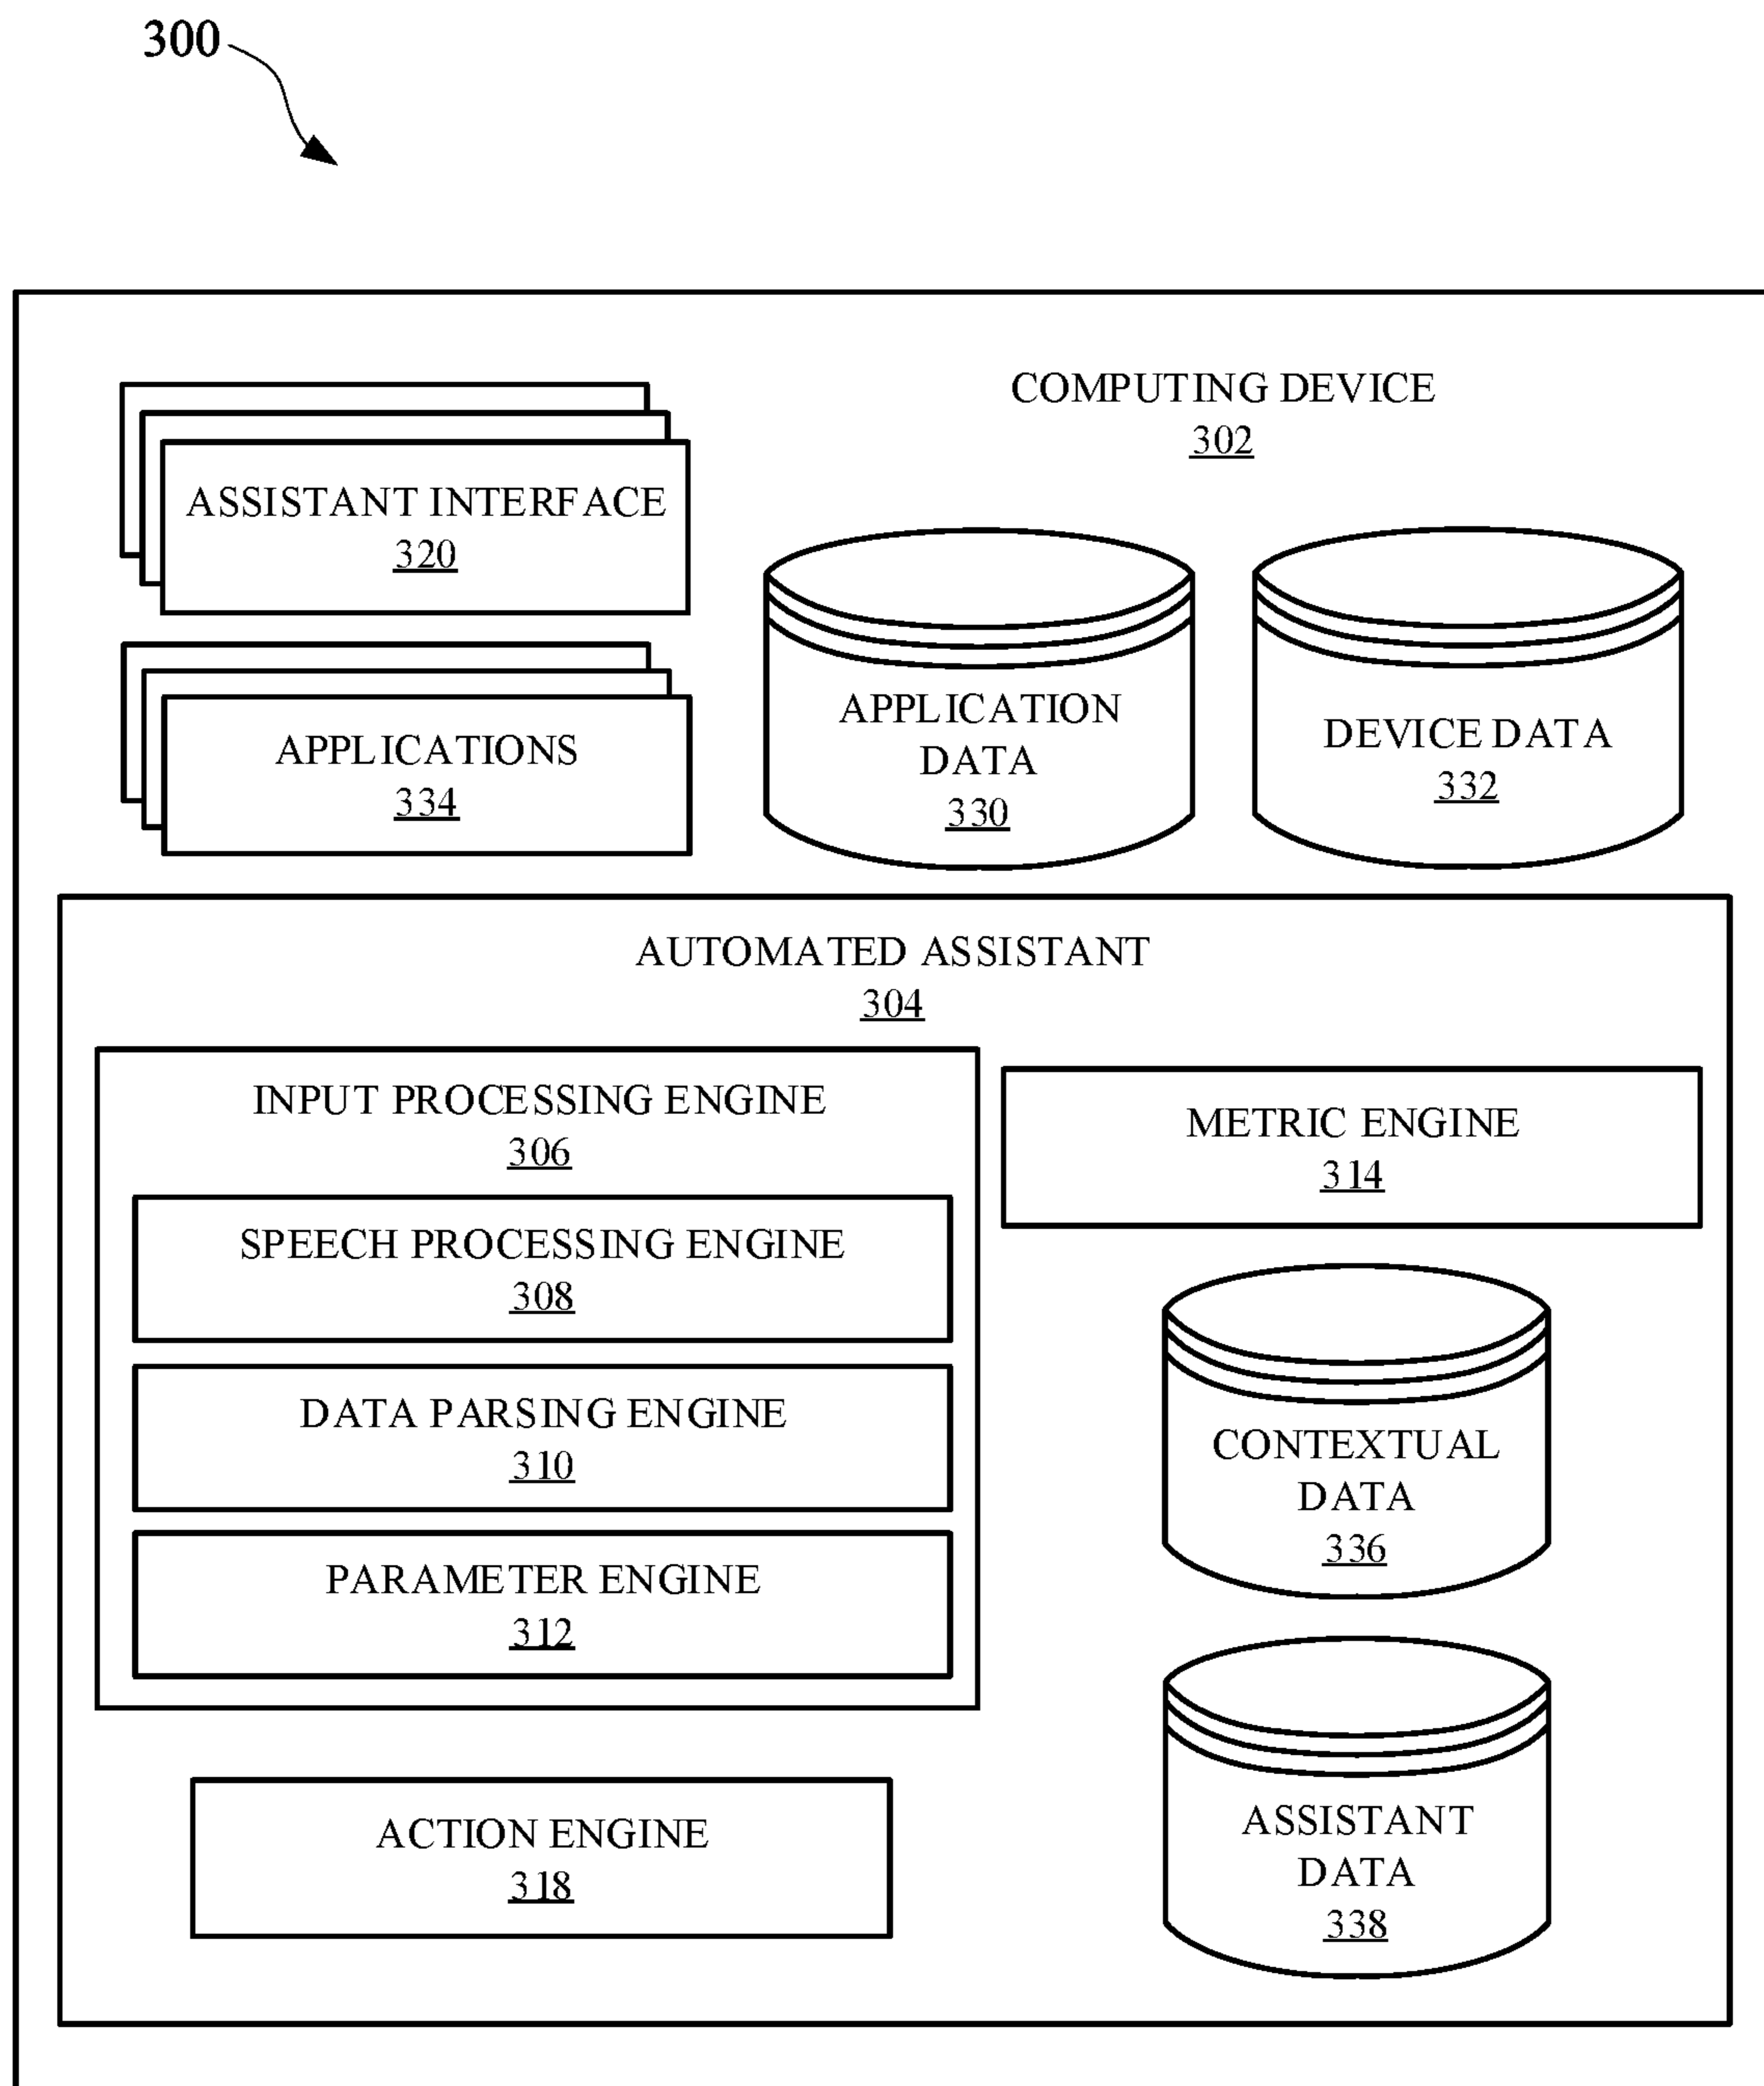 300
COMPUTING DEVICE
302
ASSISTANT INTERFACE
320
APPLICATIONS
334
APPLICATION
DATA
330
DEVICE DATA
332
AUTOMATED ASSISTANT
304
INPUT PROCESSING ENGINE
306
SPEECH PROCESSING ENGINE
308
DATA PARSING ENGINE
310
PARAMETER ENGINE
312
METRIC ENGINE
314
CONTEXTUAL
DATA
336
ACTION ENGINE
318
ASSISTANT
DATA
338